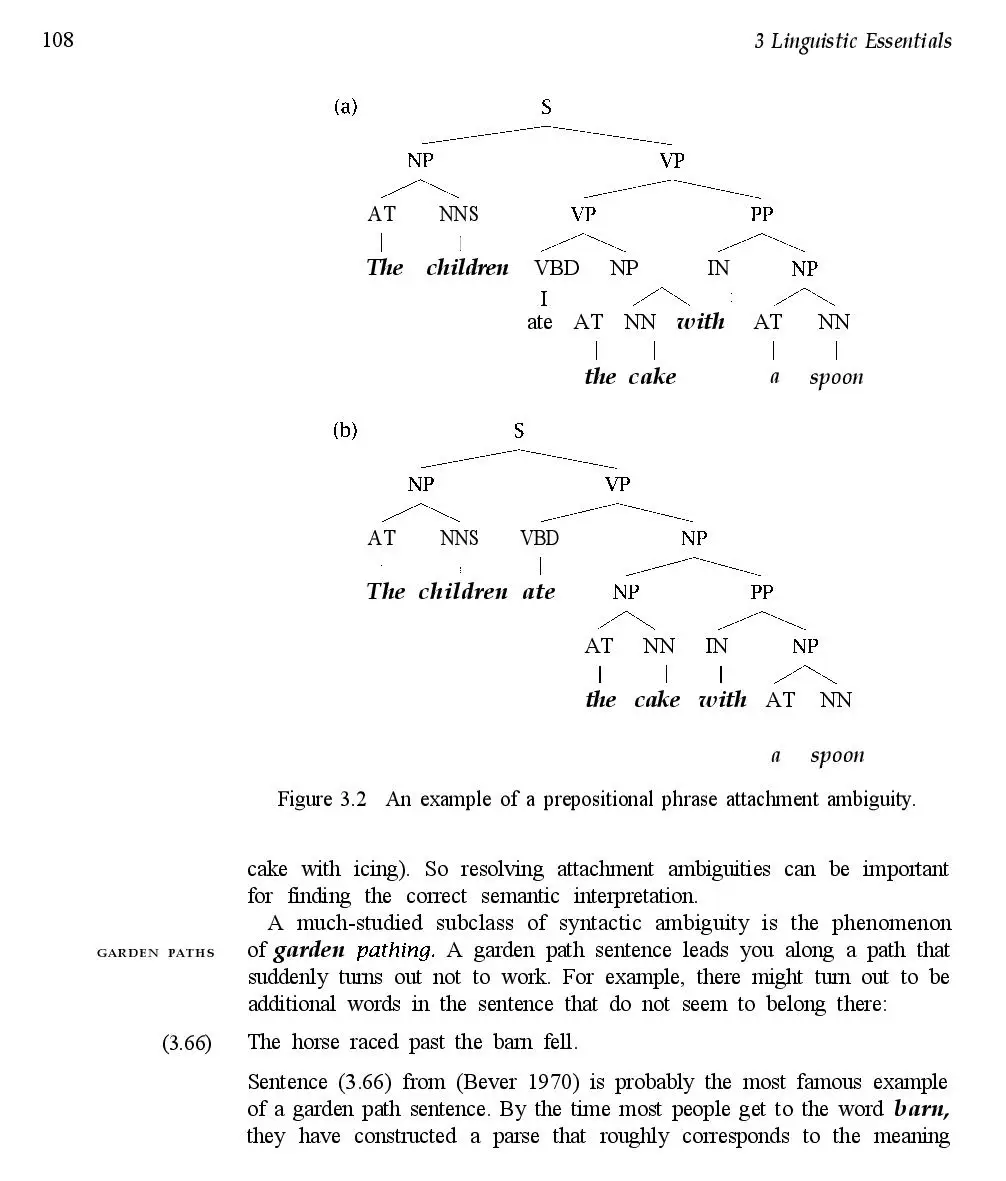 108 3 Linguistic Essentials
(a) S
NP VP
AT NNS VP PP
The children VBD NP IN NP
I
ate AT NN with AT NN
the cake a spoon
(b) S
NP VP
AT NNS VBD NP
The children ate NP PP
AT NN IN NP
the cake with AT NN
a spoon
Figure 3.2 An example of a prepositional phrase attachment ambiguity.
cake with icing). So resolving attachment ambiguities can be important
for finding the correct semantic interpretation.
A much-studied subclass of syntactic ambiguity is the phenomenon
GARDEN PATHS of garden pathing. A garden path sentence leads you along a path that
suddenly turns out not to work. For example, there might turn out to be
additional words in the sentence that do not seem to belong there:
(3.66) The horse raced past the barn fell.
Sentence (3.66) from (Bever 1970) is probably the most famous example
of a garden path sentence. By the time most people get to the word barn,
they have constructed a parse that roughly corresponds to the meaning